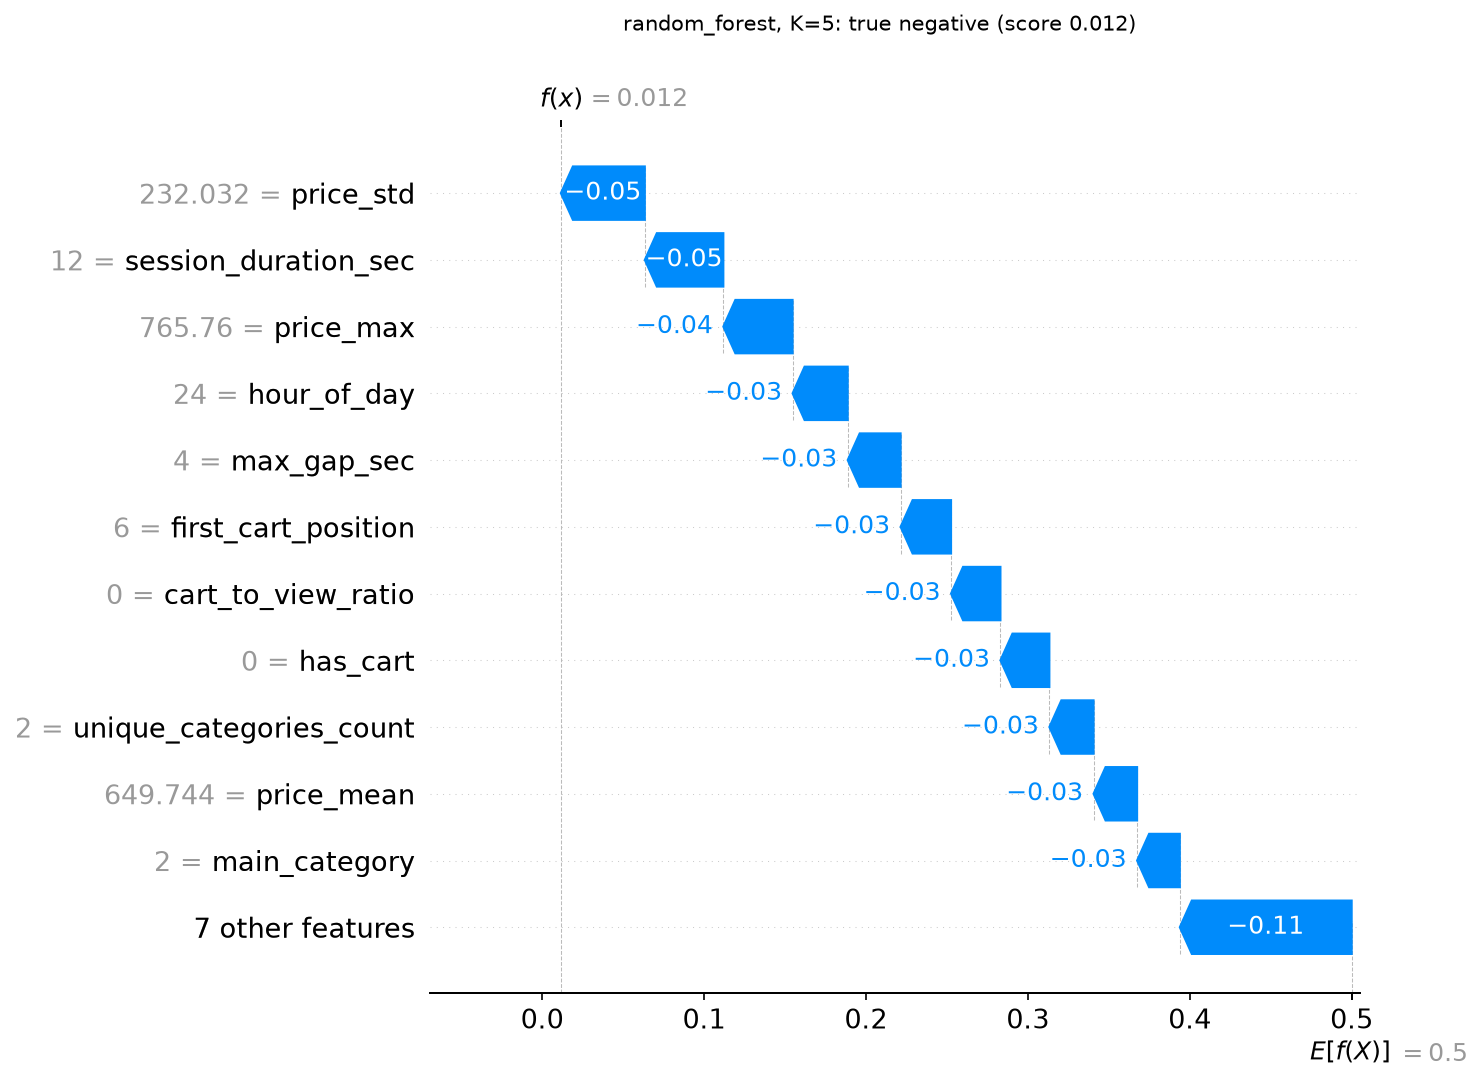 random_forest, K=5: true negative (score 0.012)
f(x) = 0.012
232.032 = price_std −0.05
12 = session_duration_sec −0.05
765.76 = price_max −0.04
24 = hour_of_day −0.03
4 = max_gap_sec −0.03
6 = first_cart_position −0.03
0 = cart_to_view_ratio −0.03
0 = has_cart −0.03
2 = unique_categories_count −0.03
649.744 = price_mean −0.03
2 = main_category −0.03
7 other features −0.11
0.0 0.1 0.2 0.3 0.4 0.5
E[f(X)] = 0.5